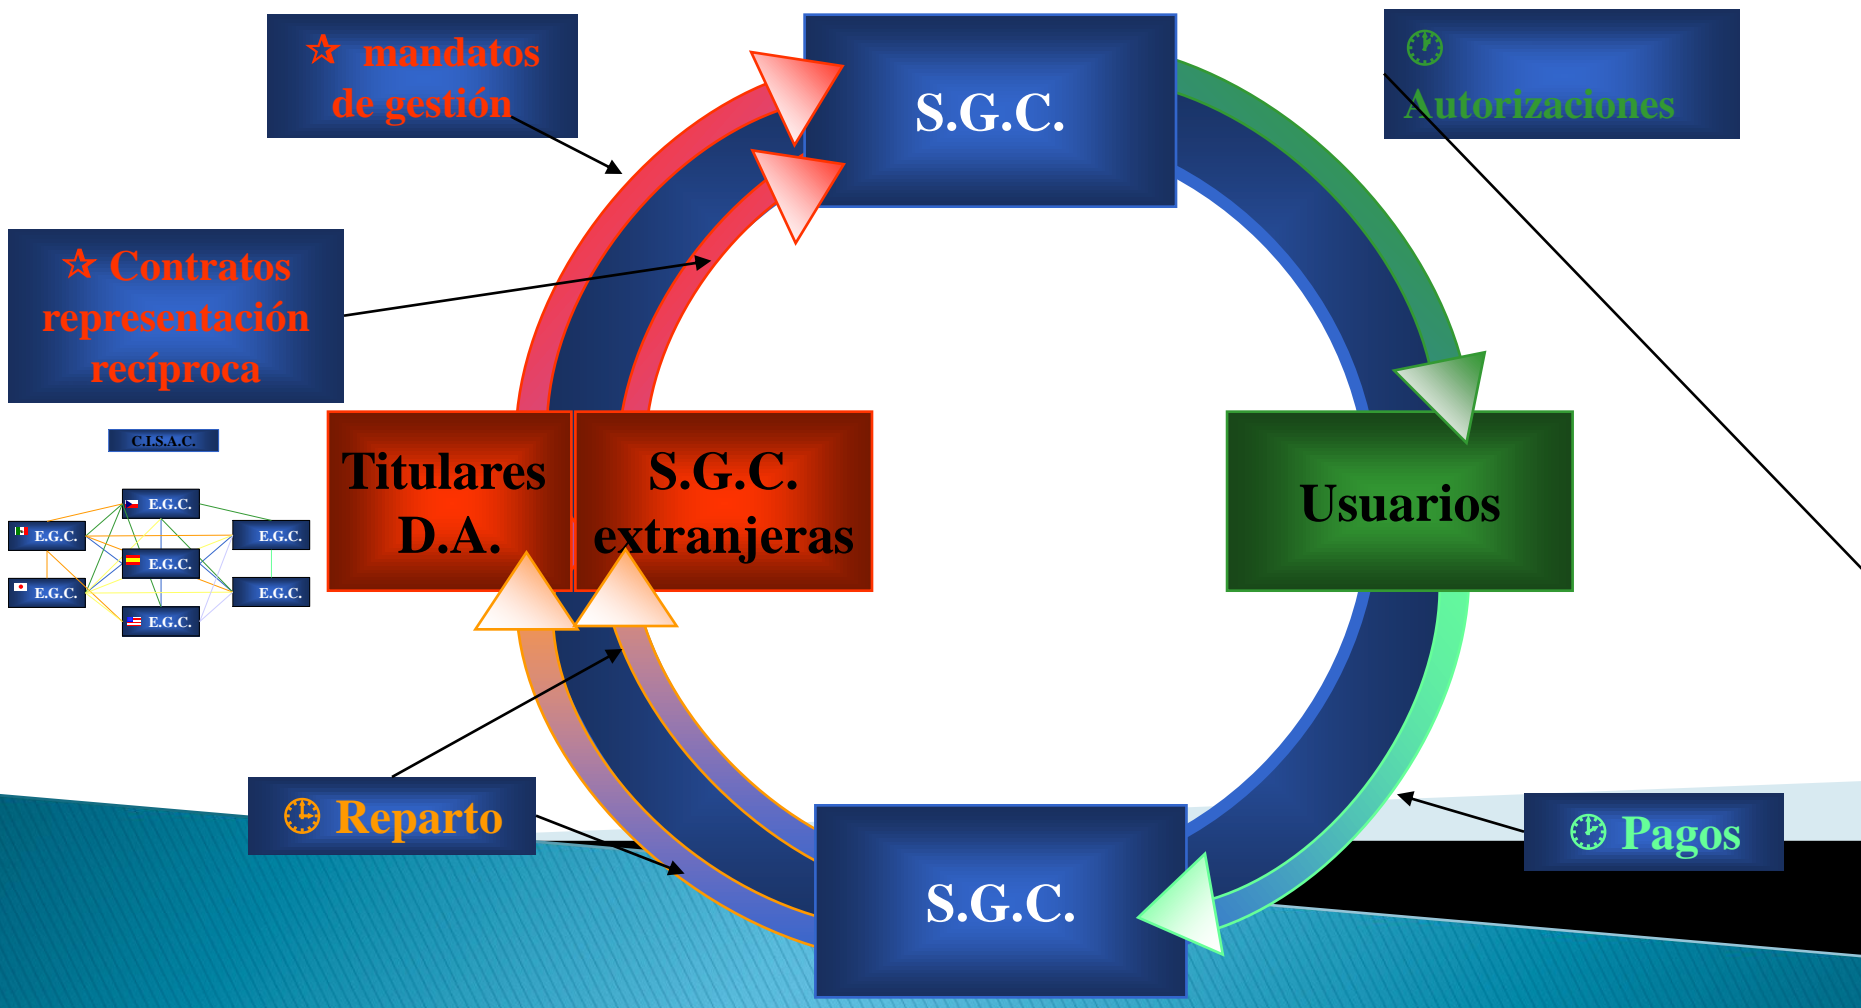 ☆ mandatos
de gestión
S.G.C.
Autorizaciones
☆ Contratos
representación
recíproca
Titulares
D.A.
S.G.C.
extranjeras
Usuarios
C.I.S.A.C.
E.G.C.
E.G.C.
E.G.C.
E.G.C.
E.G.C.
E.G.C.
E.G.C.
Reparto
S.G.C.
Pagos